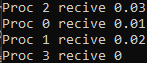 Proc 2 recive 0.03
Proc 0 recive 0.01
Proc 1 recive 0.02
Proc 3 recive 0